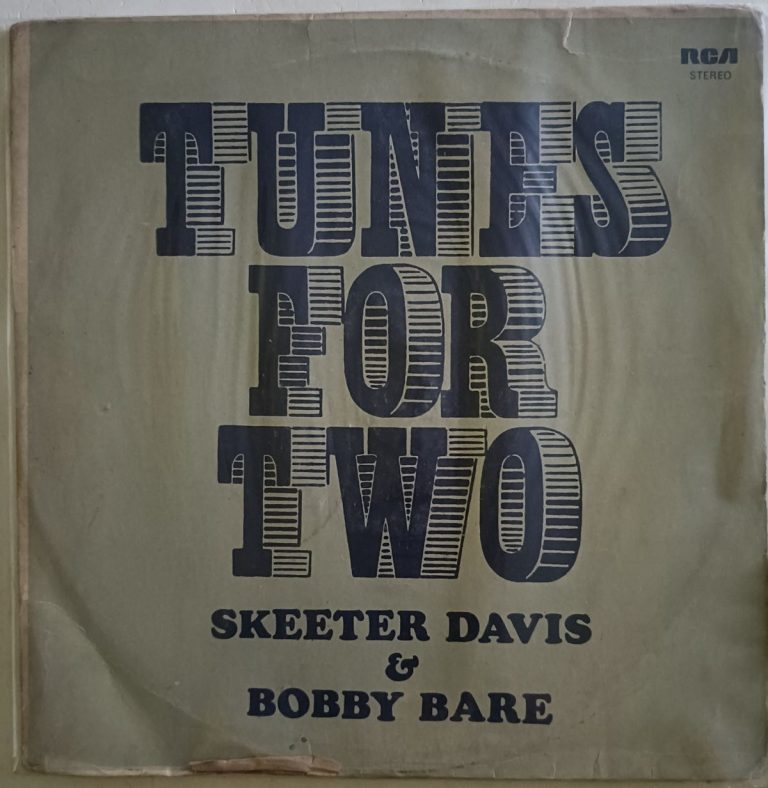 RCA
STEREO
TUNES
FOR
TWO
SKEETER DAVIS
&
BOBBY BARE